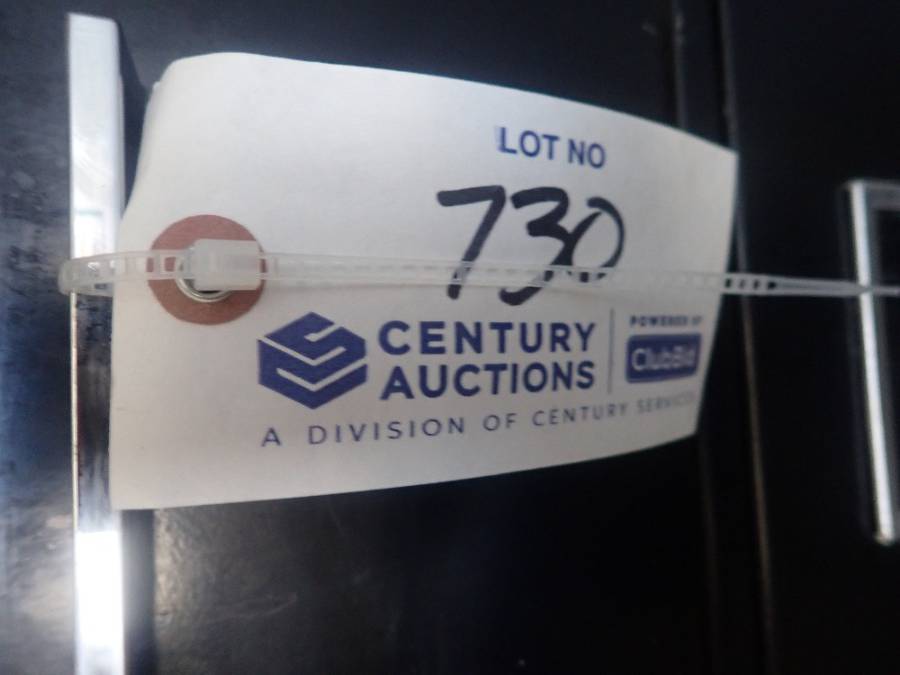 LOT NO
730
CENTURY
AUCTIONS
POWERED BY
ClubBid
A DIVISION OF CENTURY SERVICES